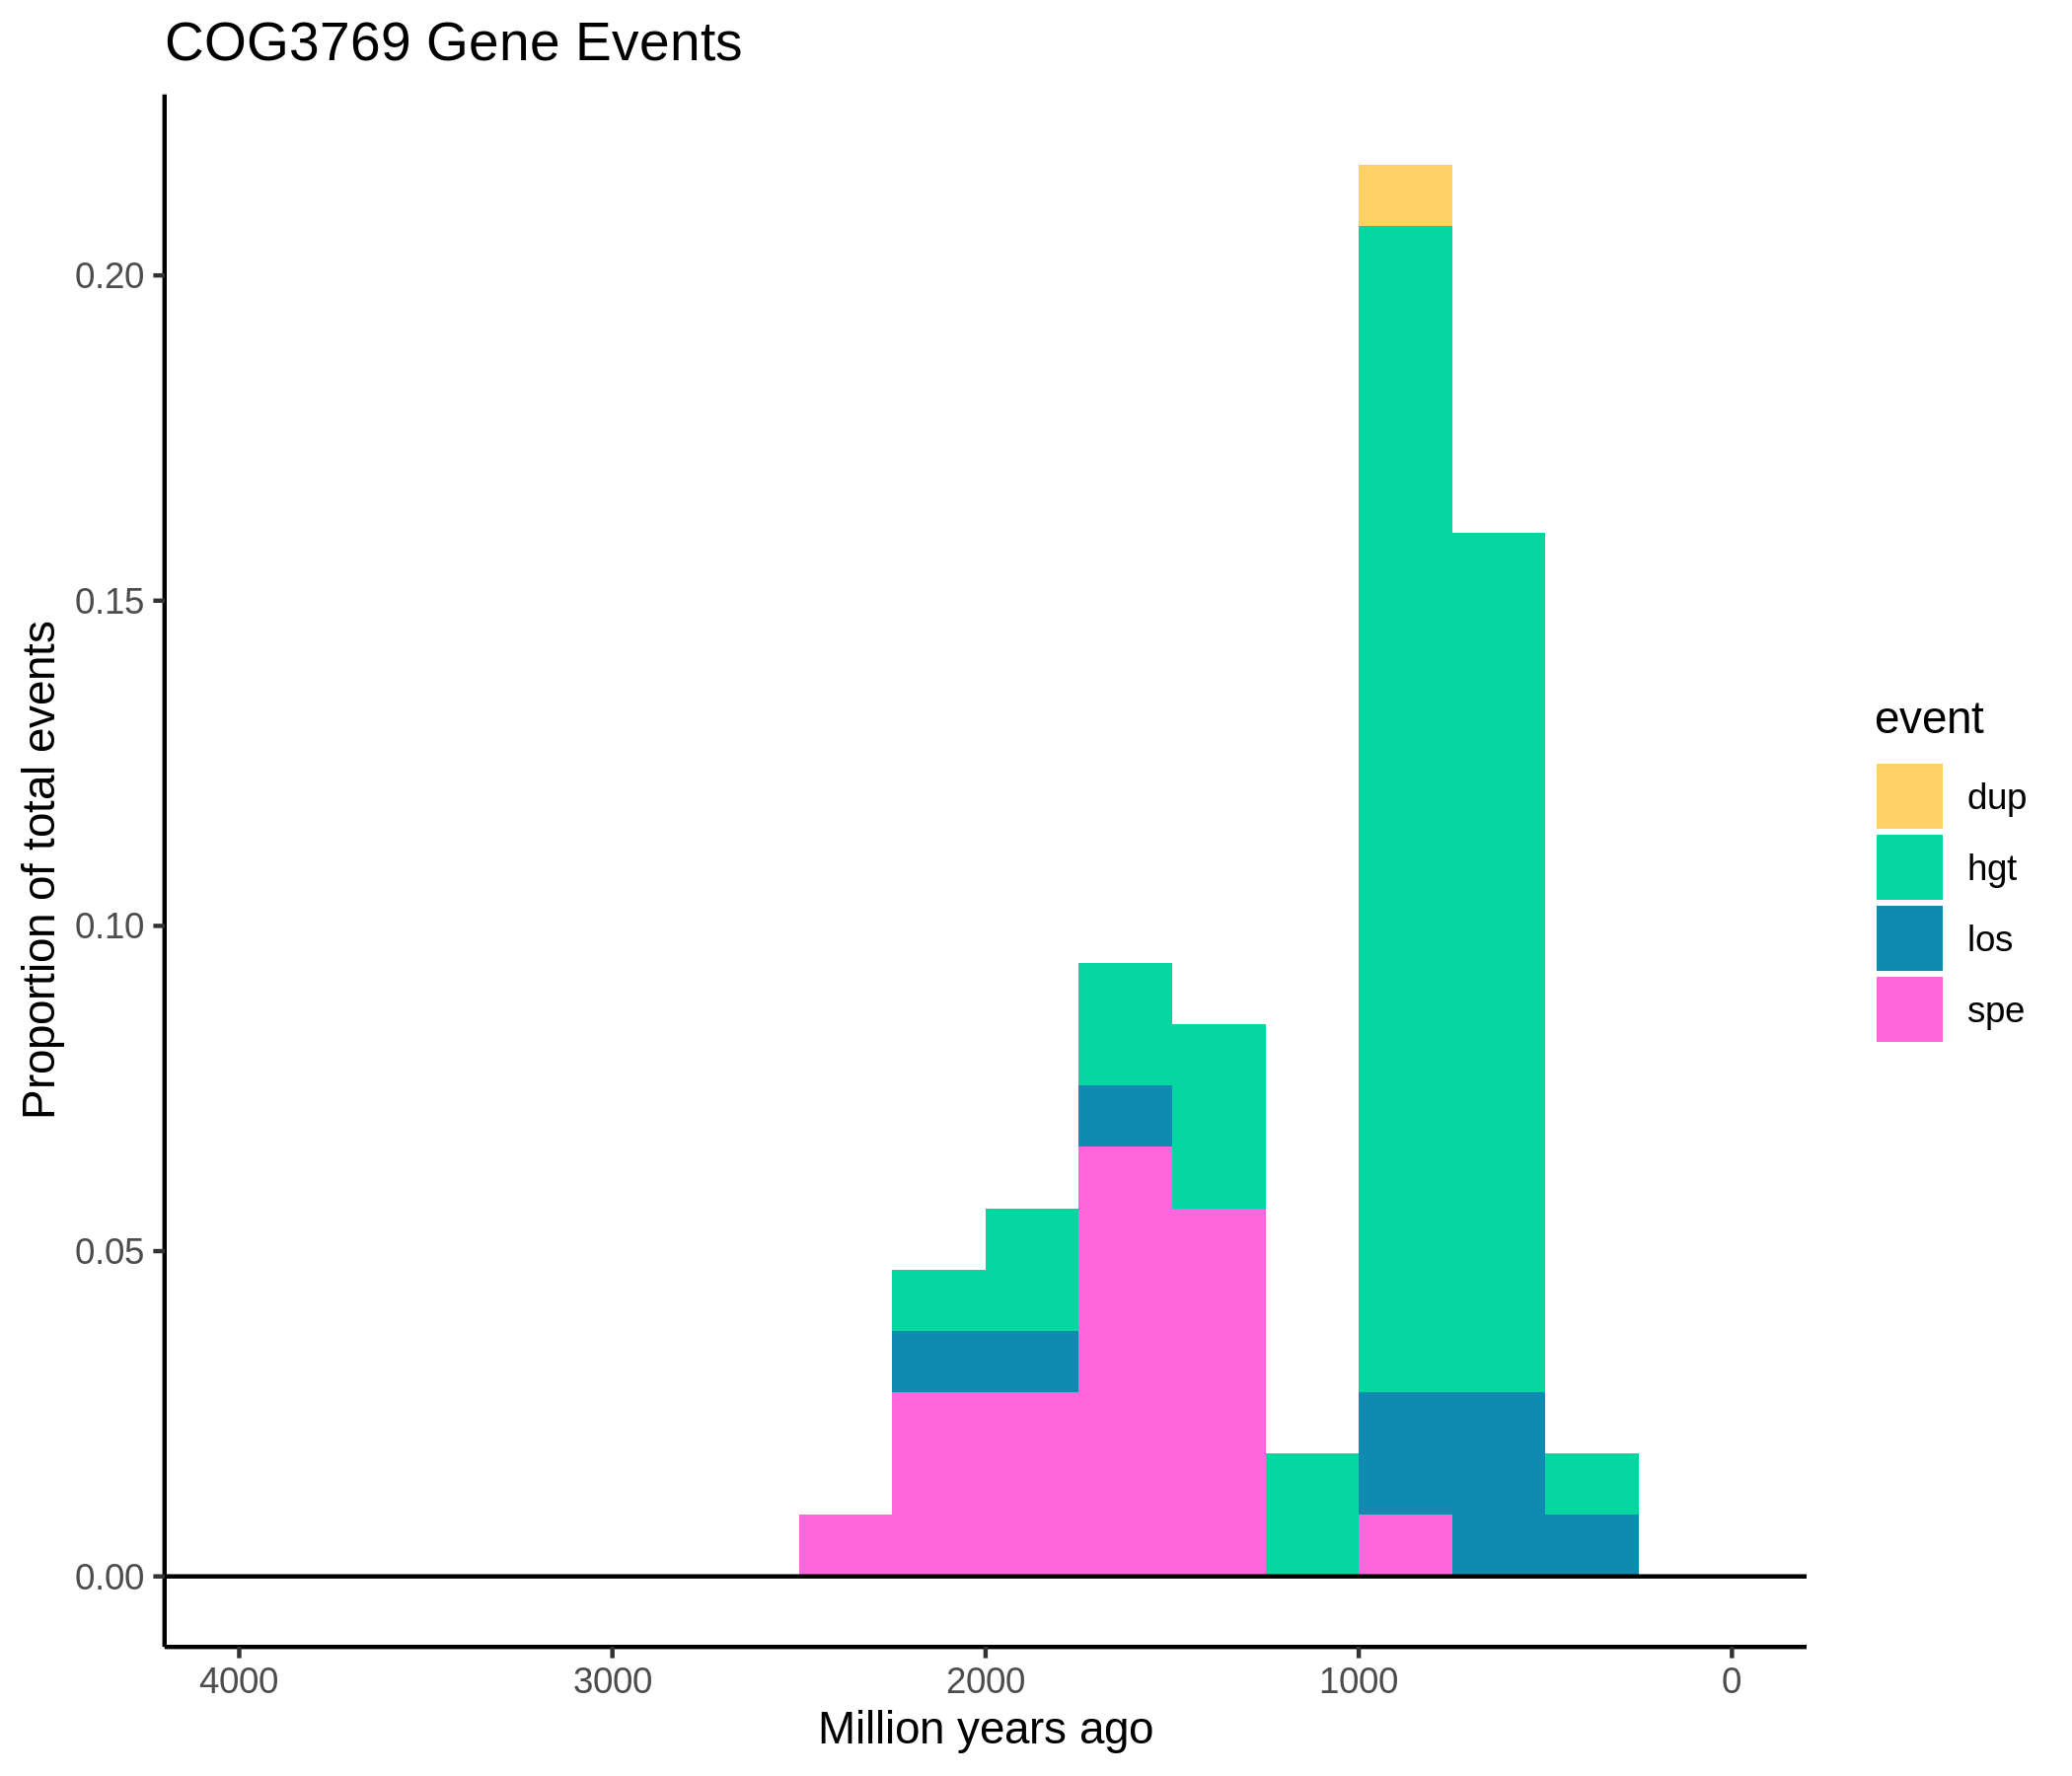 COG3769 Gene Events
Proportion of total events
0.20
0.15
0.10
0.05
0.00
4000 3000 2000 1000 0
Million years ago
event
dup
hgt
los
spe